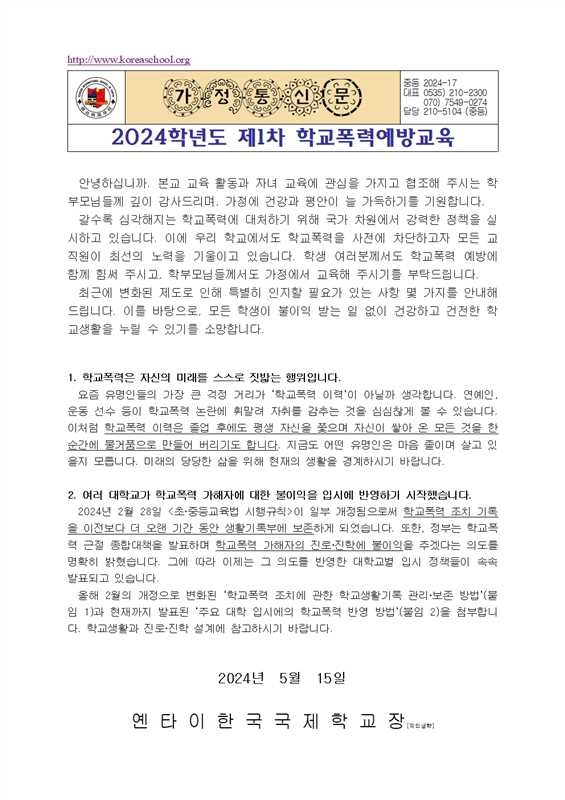 http://www.koreaschool.org
가정통신문
중등 2024-17
대표 0535) 210-2300
070) 7549-0274
담당 210-5104 (중등)
2024학년도 제1차 학교폭력예방교육
안녕하십니까. 본교 교육 활동과 자녀 교육에 관심을 가지고 협조해 주시는 학
부모님들께 깊이 감사드리며, 가정에 건강과 평안이 늘 가득하기를 기원합니다.
갈수록 심각해지는 학교폭력에 대처하기 위해 국가 차원에서 강력한 정책을 실
시하고 있습니다. 이에 우리 학교에서도 학교폭력을 사전에 차단하고자 모든 교
직원이 최선의 노력을 기울이고 있습니다. 학생 여러분께서도 학교폭력 예방에
함께 힘써 주시고, 학부모님들께서도 가정에서 교육해 주시기를 부탁드립니다.
최근에 변화된 제도로 인해 특별히 인지할 필요가 있는 사항 몇 가지를 안내해
드립니다. 이를 바탕으로, 모든 학생이 불이익 받는 일 없이 건강하고 건전한 학
교생활을 누릴 수 있기를 소망합니다.
1. 학교폭력은 자신의 미래를 스스로 짓밟는 행위입니다.
요즘 유명인들의 가장 큰 걱정 거리가 '학교폭력 이력'이 아닐까 생각합니다. 연예인,
운동 선수 등이 학교폭력 논란에 휘말려 자취를 감추는 것을 심심찮게 볼 수 있습니다.
이처럼 학교폭력 이력은 졸업 후에도 평생 자신을 쫓으며 자신이 쌓아 온 모든 것을 한
순간에 물거품으로 만들어 버리기도 합니다. 지금도 어떤 유명인은 마음 졸이며 살고 있
을지 모릅니다. 미래의 당당한 삶을 위해 현재의 생활을 경계하시기 바랍니다.
2. 여러 대학교가 학교폭력 가해자에 대한 불이익을 입시에 반영하기 시작했습니다.
2024년 2월 28일 <초·중등교육법 시행규칙>이 일부 개정됨으로써 학교폭력 조치 기록
을 이전보다 더 오랜 기간 동안 생활기록부에 보존하게 되었습니다. 또한, 정부는 학교폭
력 근절 종합대책을 발표하며 학교폭력 가해자의 진로·진학에 불이익을 주겠다는 의도를
명확히 밝혔습니다. 그에 따라 이제는 그 의도를 반영한 대학교별 입시 정책들이 속속
발표되고 있습니다.
올해 2월의 개정으로 변화된 '학교폭력 조치에 관한 학교생활기록 관리·보존 방법'(붙
임 1)과 현재까지 발표된 '주요 대학 입시에의 학교폭력 반영 방법'(붙임 2)을 첨부합니
다. 학교생활과 진로·진학 설계에 참고하시기 바랍니다.
2024년 5월 15일
옌타이한국국제학교장[직인생략]